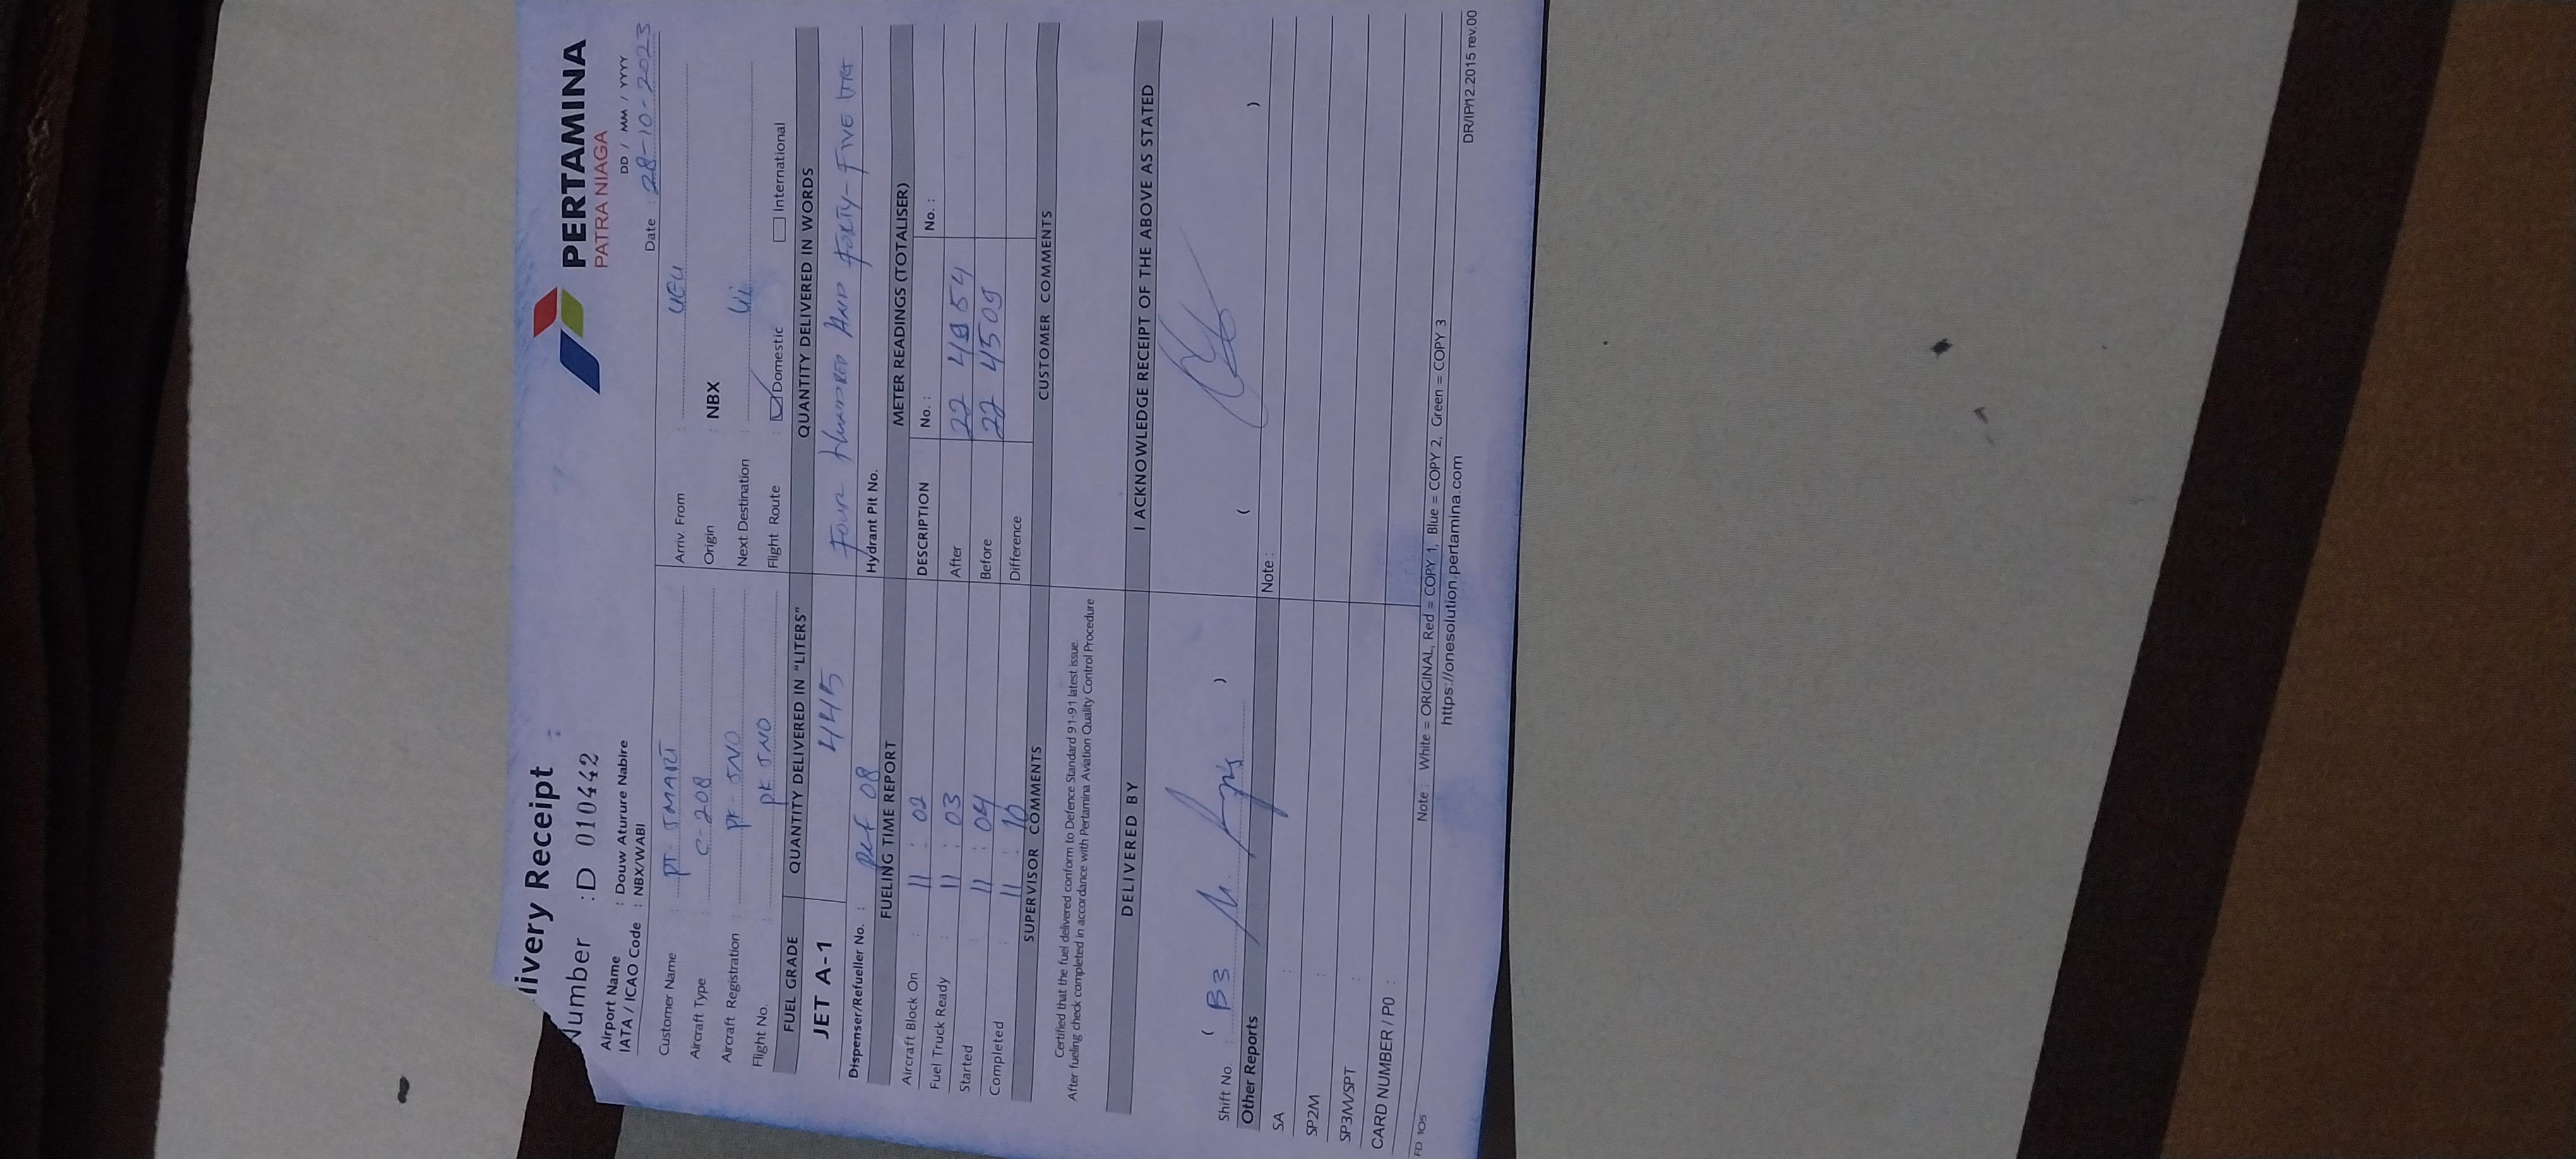 livery Receipt
Number : D 010442
PERTAMINA
PATRA NIAGA
Airport Name : Douw Aturure Nabire
IATA / ICAO Code : NBX/WABI
DD / MM / YYYY
Date : 28-10-2023
Customer Name : PT. SMART
Aircraft Type : C-208
Aircraft Registration : PK-SNO
Flight No. : PK SNO
Arriv. From :
Origin : NBX
Next Destination :
Flight Route : Domestic International
FUEL GRADE
QUANTITY DELIVERED IN "LITERS"
QUANTITY DELIVERED IN WORDS
JET A-1
445
Four Hundred And Forty-Five LTR
Dispenser/Refueller No. : REF 08
Hydrant Pit No.
FUELING TIME REPORT
METER READINGS (TOTALISER)
Aircraft Block On : 11 : 02
Fuel Truck Ready : 11 : 03
Started : 11 : 04
Completed : 11 : 10
DESCRIPTION No. : No. :
After 22 4954
Before 22 4509
Difference
SUPERVISOR COMMENTS
CUSTOMER COMMENTS
Certified that the fuel delivered conform to Defence Standard 91-91 latest issue.
After fueling check completed in accordance with Pertamina Aviation Quality Control Procedure
DELIVERED BY
I ACKNOWLEDGE RECEIPT OF THE ABOVE AS STATED
Shift No : ( B3 )
( )
Other Reports
Note :
SA :
SP2M :
SP3M/SPT :
CARD NUMBER / P0 :
FD 105
Note : White = ORIGINAL, Red = COPY 1, Blue = COPY 2, Green = COPY 3
https://onesolution.pertamina.com
DR/IP/12.2015 rev.00